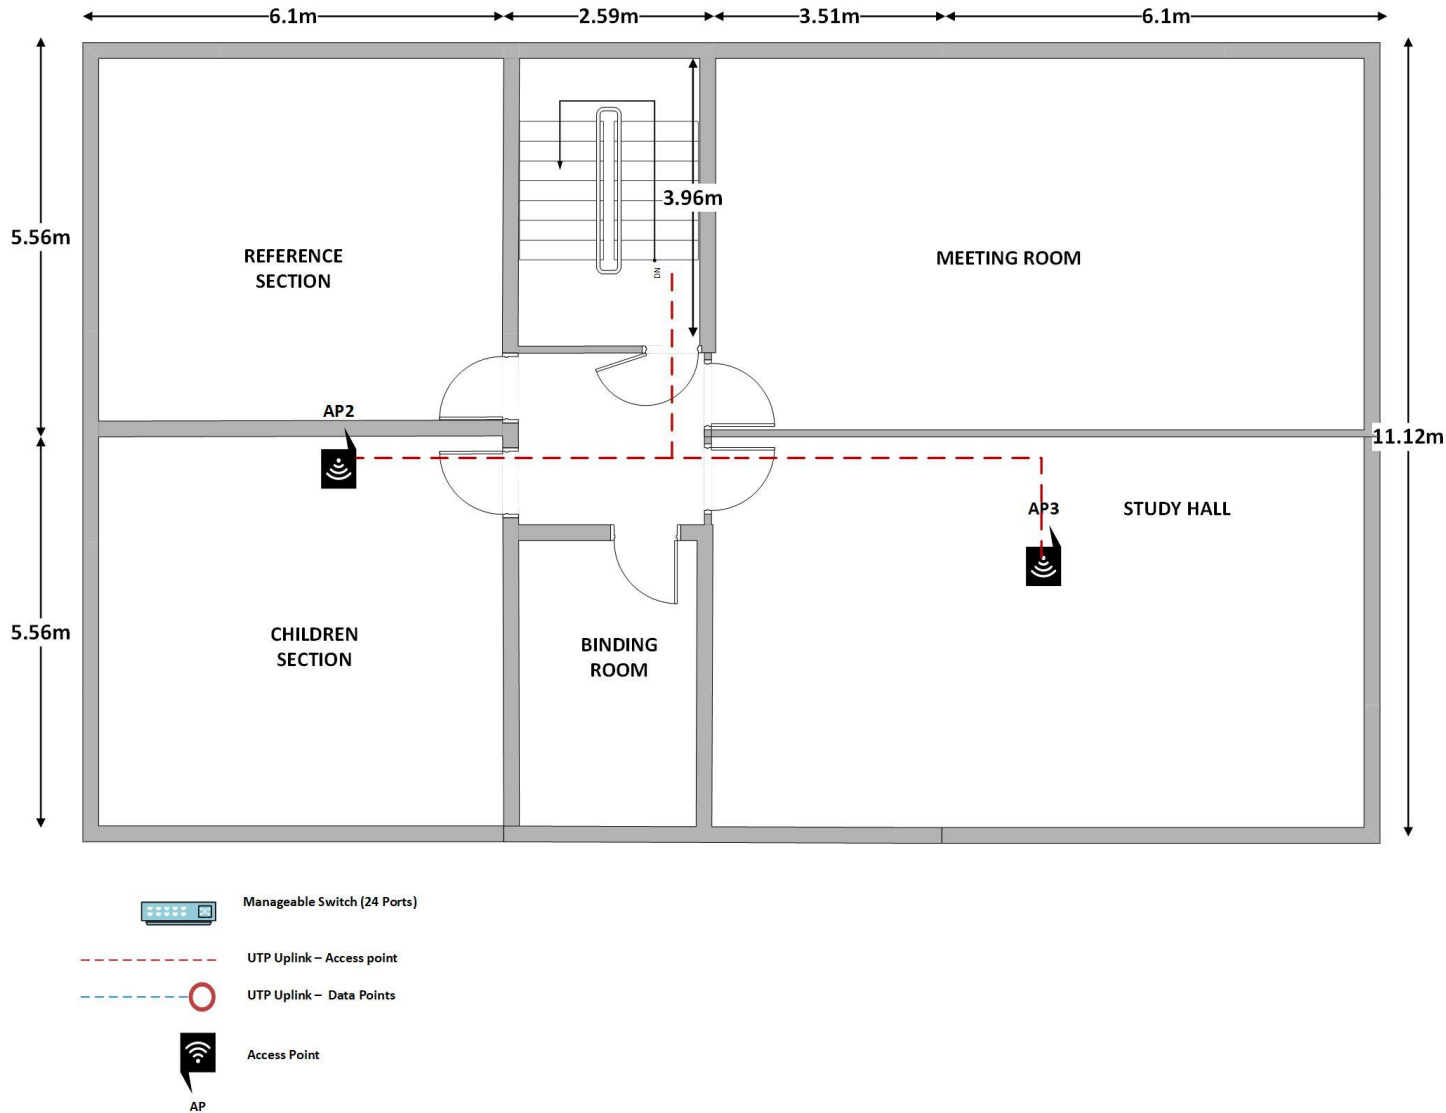 6.1m
2.59m
3.51m
6.1m
3.96m
5.56m
REFERENCE
SECTION
MEETING ROOM
DN
AP2
11.12m
AP3
STUDY HALL
5.56m
CHILDREN
SECTION
BINDING
ROOM
Manageable Switch (24 Ports)
UTP Uplink – Access point
UTP Uplink – Data Points
Access Point
AP